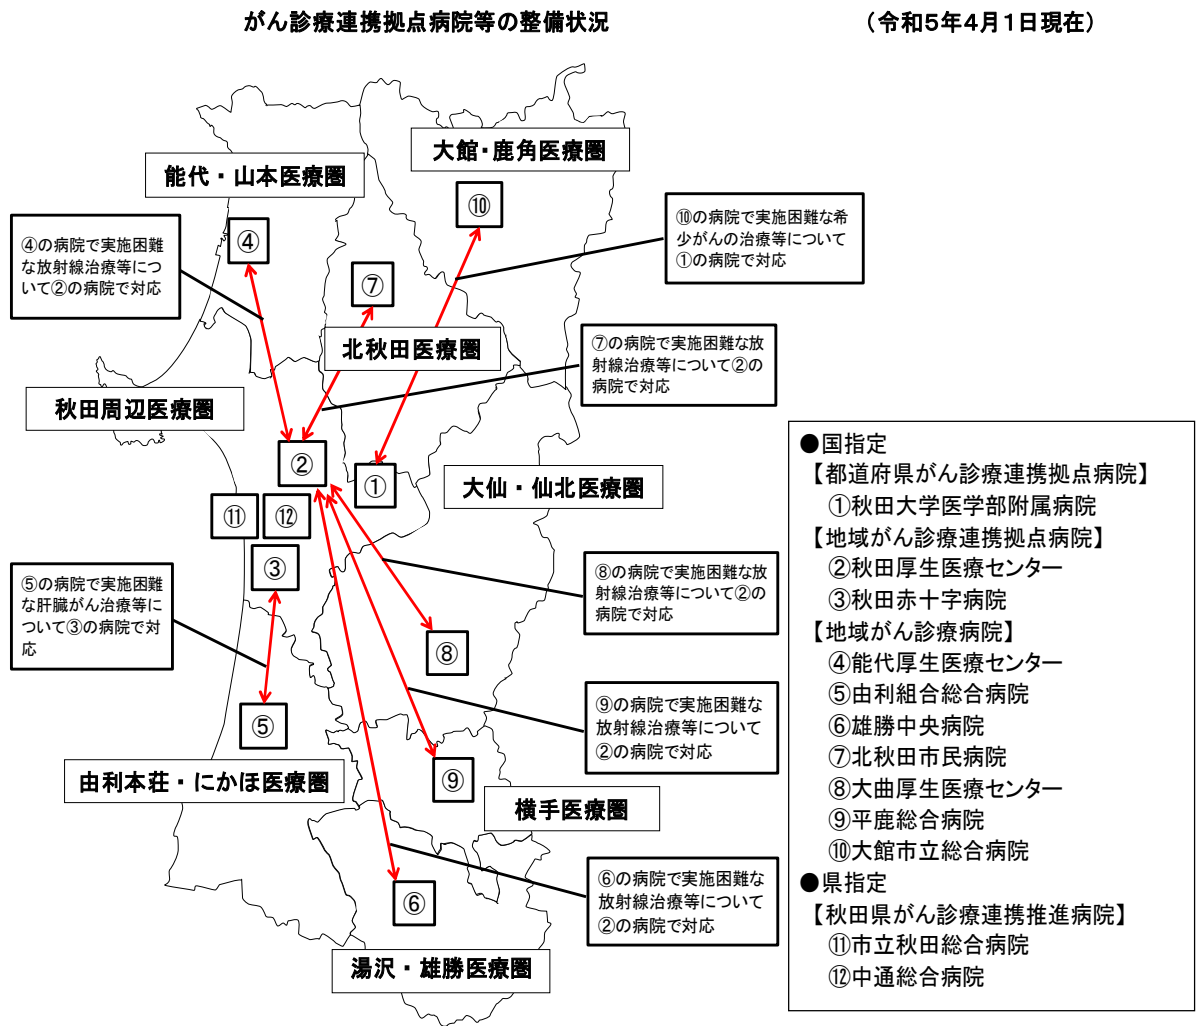 がん診療連携拠点病院等の整備状況
(令和5年4月1日現在)
大館・鹿角医療圏
能代・山本医療圏
⑩
⑩の病院で実施困難な希
少がんの治療等について
①の病院で対応
④の病院で実施困難
な放射線治療等につ
いて②の病院で対応
④
⑦
北秋田医療圏
⑦の病院で実施困難な放
射線治療等について②の
病院で対応
秋田周辺医療圏
②
①
大仙・仙北医療圏
⑪
⑫
③
⑤の病院で実施困難
な肝臓がん治療等に
ついて③の病院で対
応
⑧の病院で実施困難な放
射線治療等について②の
病院で対応
⑧
⑤
⑨の病院で実施困難な
放射線治療等について
②の病院で対応
由利本荘・にかほ医療圏
⑨
横手医療圏
⑥の病院で実施困難な
放射線治療等について
②の病院で対応
⑥
湯沢・雄勝医療圏
●国指定
【都道府県がん診療連携拠点病院】
①秋田大学医学部附属病院
【地域がん診療連携拠点病院】
②秋田厚生医療センター
③秋田赤十字病院
【地域がん診療病院】
④能代厚生医療センター
⑤由利組合総合病院
⑥雄勝中央病院
⑦北秋田市民病院
⑧大曲厚生医療センター
⑨平鹿総合病院
⑩大館市立総合病院
●県指定
【秋田県がん診療連携推進病院】
⑪市立秋田総合病院
⑫中通総合病院